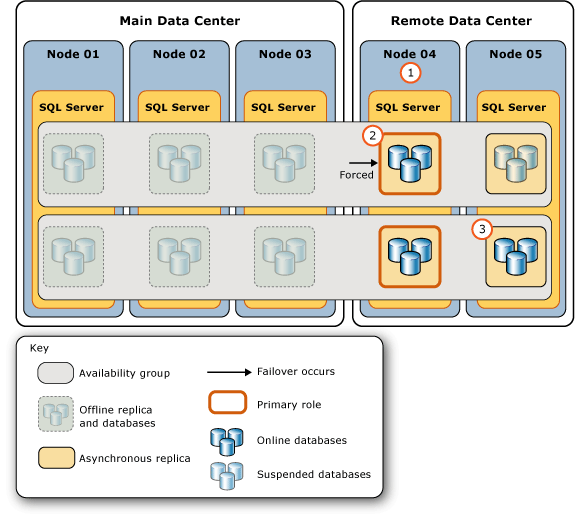 Main Data Center
Remote Data Center
Node 01
Node 02
Node 03
Node 04
Node 05
1
SQL Server
SQL Server
SQL Server
SQL Server
SQL Server
2
Forced
3
Key
Availability group
Offline replica
and databases
Asynchronous replica
Failover occurs
Primary role
Online databases
Suspended databases